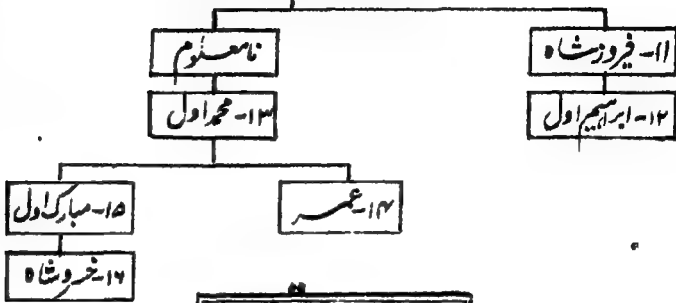 ۱۱- فیروز شاہ
نامعلوم
۱۲- ابراہیم اول
۱۳- محمد اول
۱۴- عمر
۱۵- مبارک اول
۱۶- خسرو شاہ